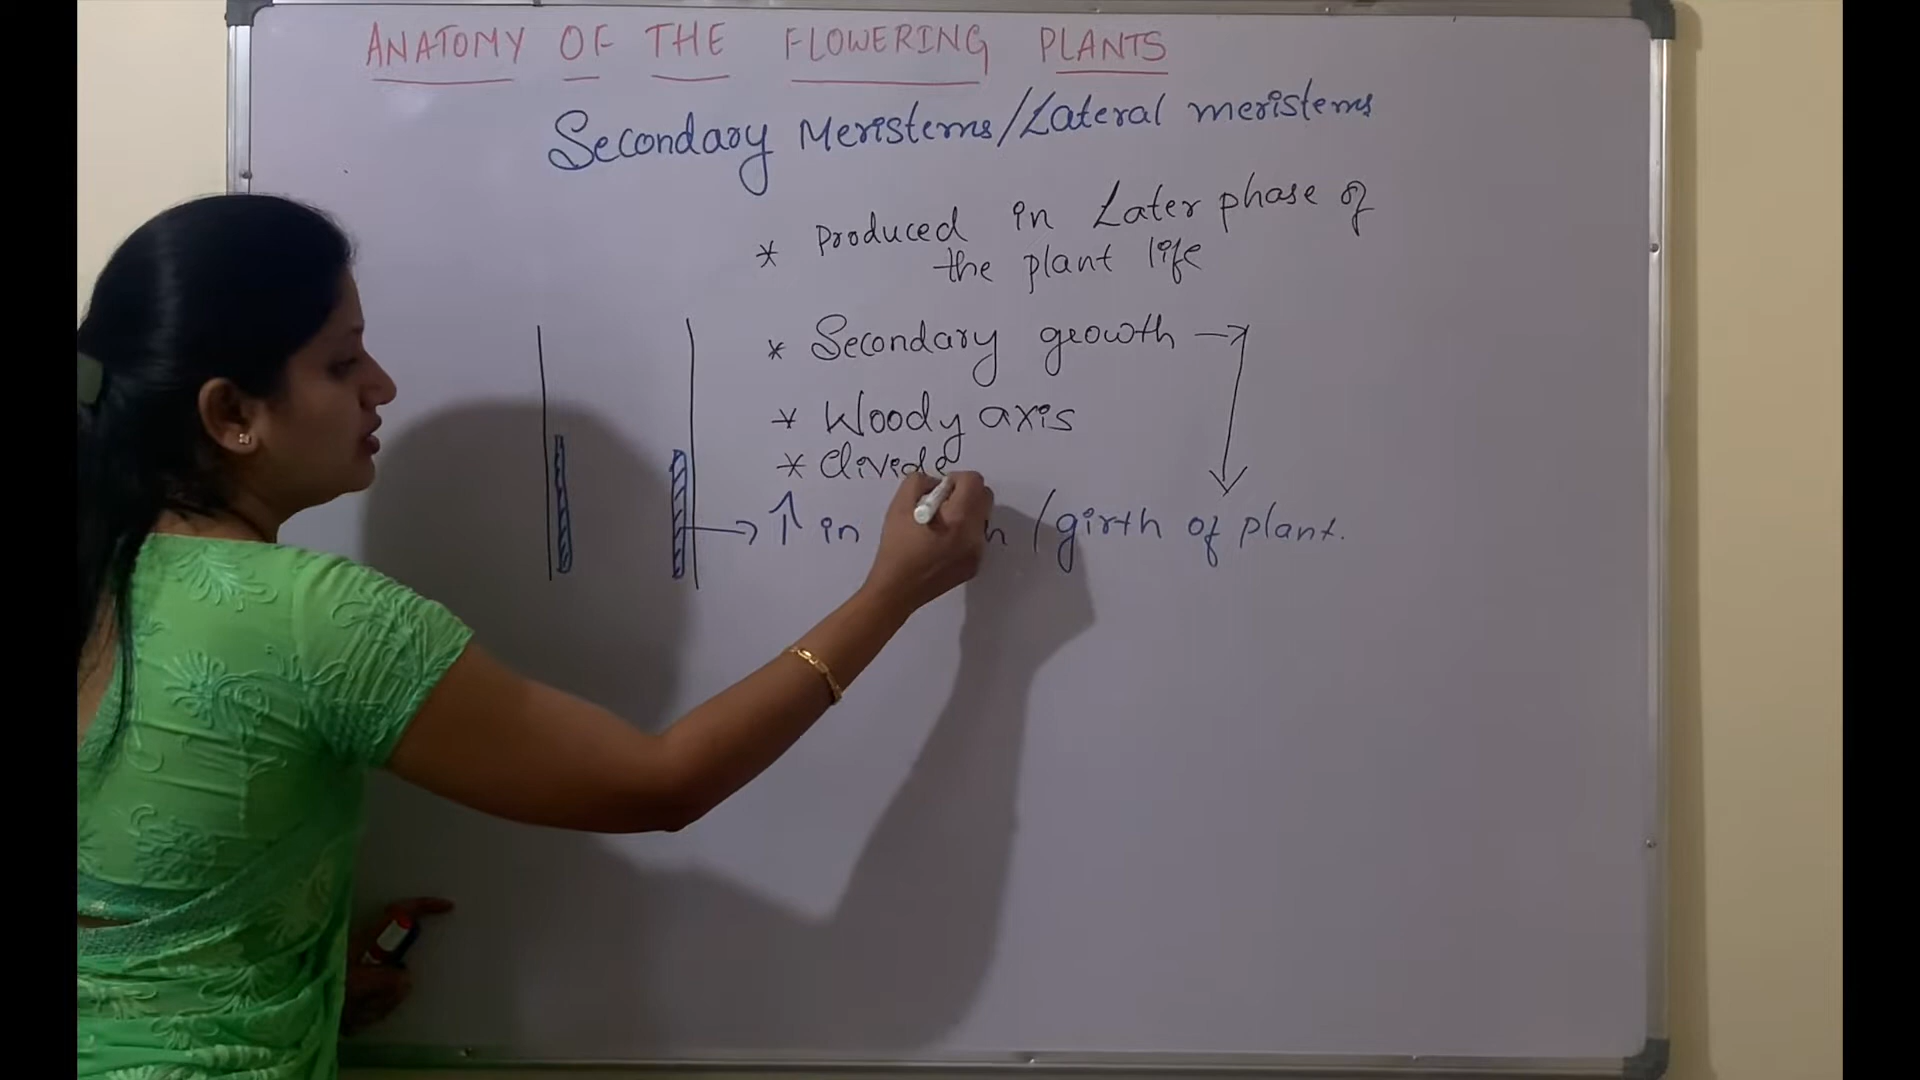 ANATOMY OF THE FLOWERING PLANTS
Secondary Meristems/Lateral meristems
* Produced in Later phase of
the plant life
* Secondary growth →
* Woody axis
* divide
→ ↑ in /girth of plant.